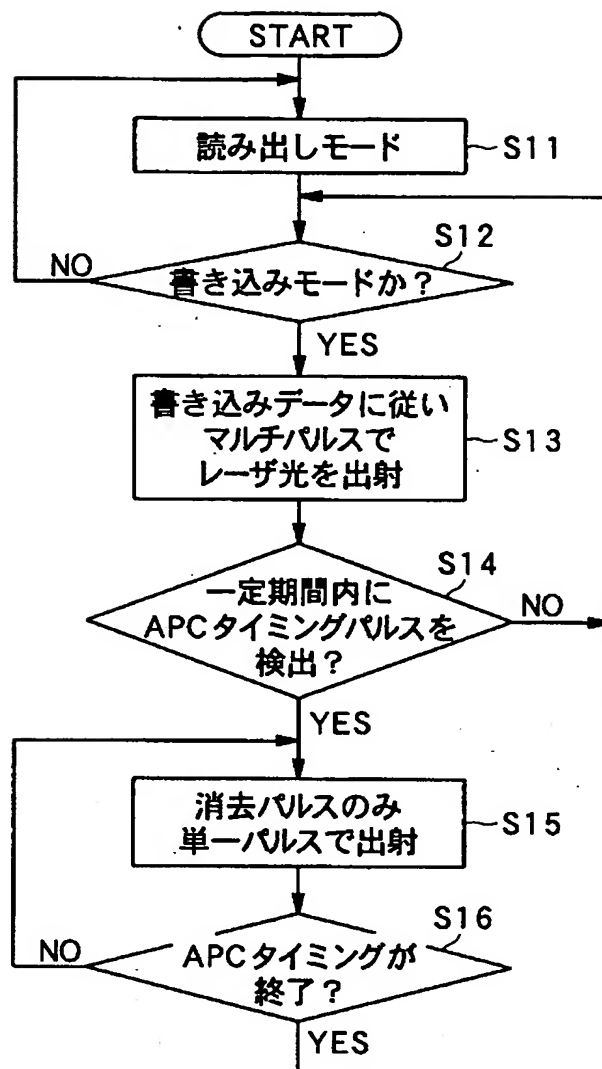 START
読み出しモード
S11
S12
NO
書き込みモードか?
YES
書き込みデータに従い
マルチパルスで
レーザ光を出射
S13
S14
一定期間内に
APCタイミングパルスを
検出?
NO
YES
消去パルスのみ
単一パルスで出射
S15
S16
NO
APCタイミングが
終了?
YES